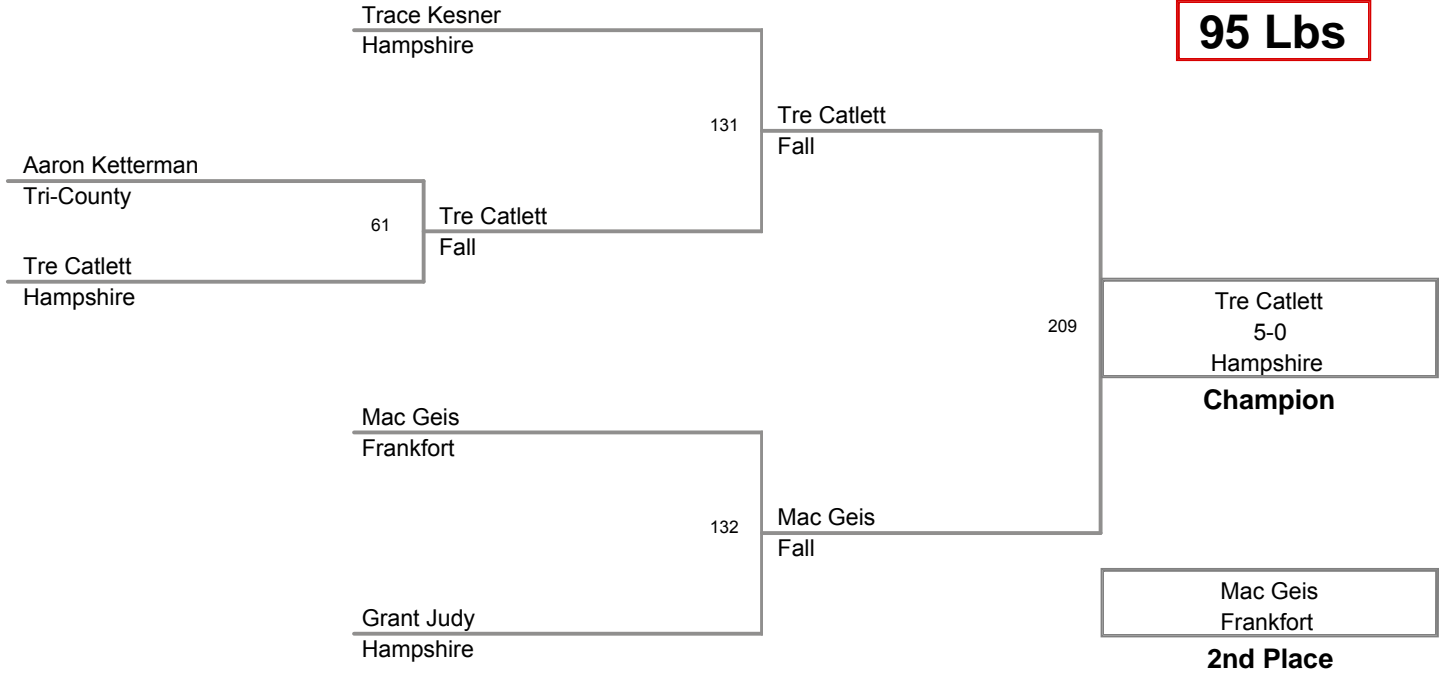 Trace Kesner
Hampshire
95 Lbs
131
Tre Catlett
Fall
Aaron Ketterman
Tri-County
61
Tre Catlett
Fall
Tre Catlett
Hampshire
209
Tre Catlett
5-0
Hampshire
Champion
Mac Geis
Frankfort
132
Mac Geis
Fall
Grant Judy
Hampshire
Mac Geis
Frankfort
2nd Place